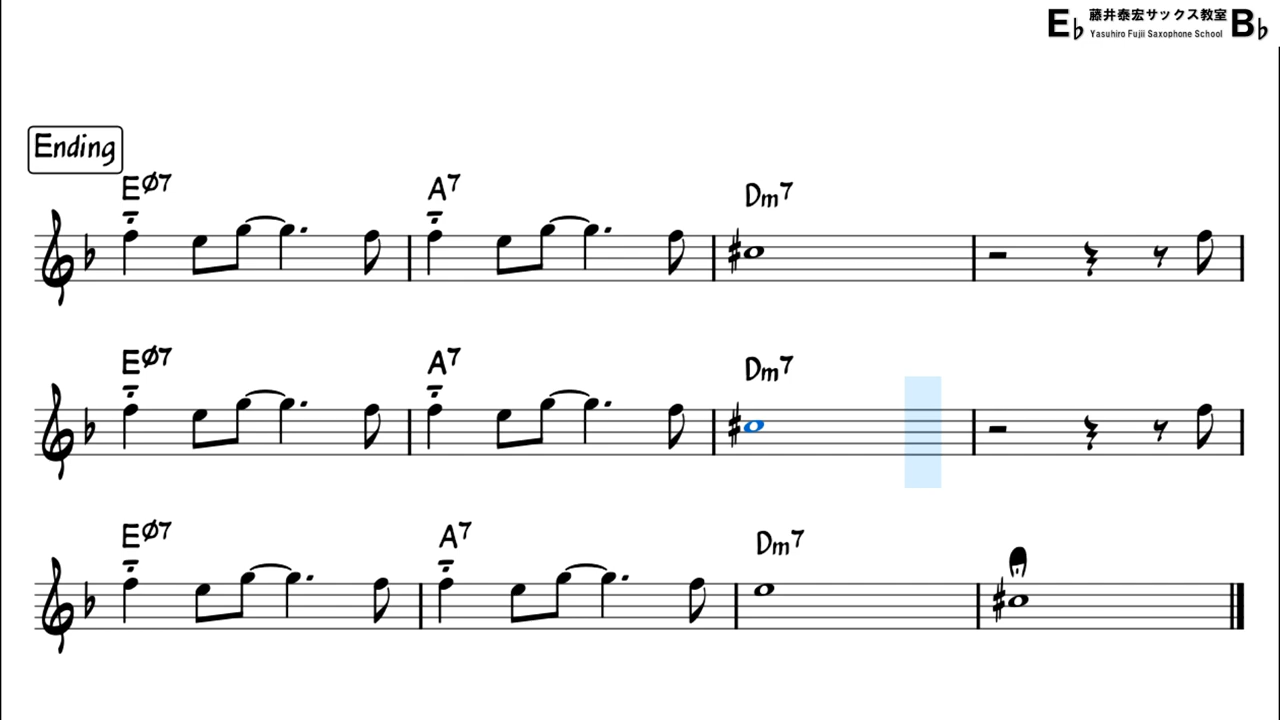 E♭ 藤井泰宏サックス教室 B♭
Yasuhiro Fujii Saxophone School
Ending
EØ7 A7 Dm7
EØ7 A7 Dm7
EØ7 A7 Dm7